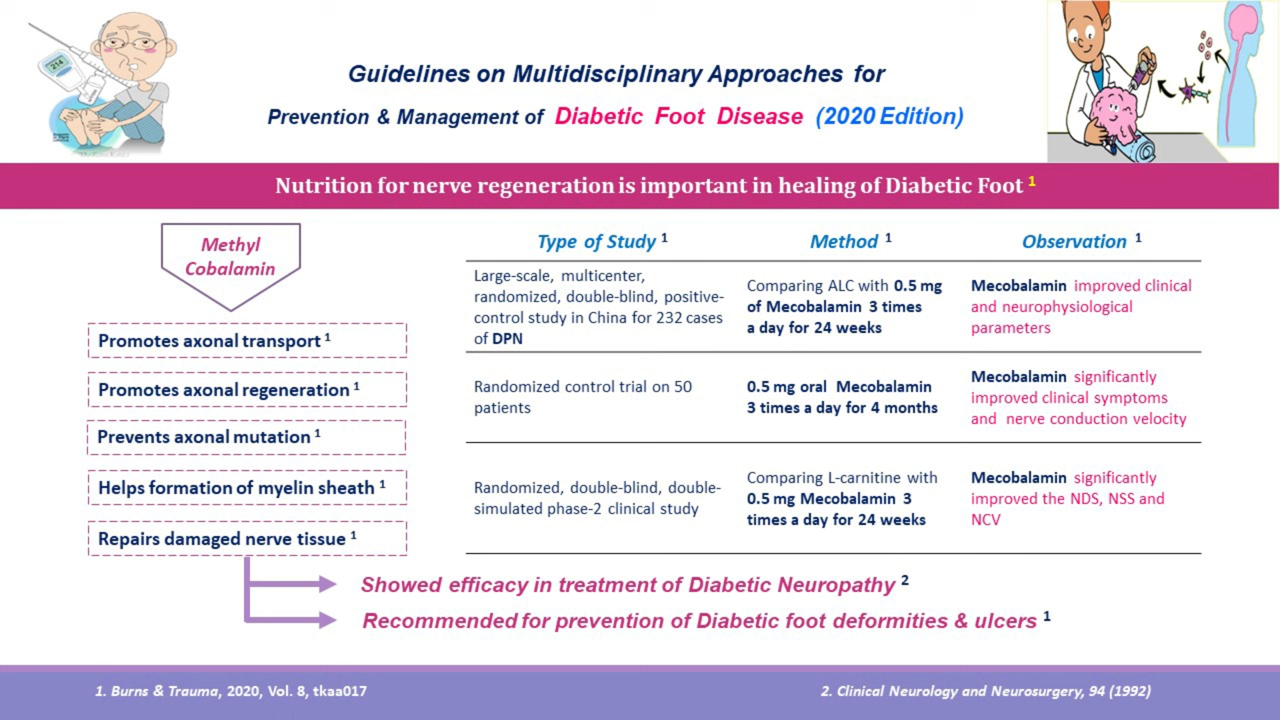 Guidelines on Multidisciplinary Approaches for
Prevention & Management of Diabetic Foot Disease (2020 Edition)
214
Nutrition for nerve regeneration is important in healing of Diabetic Foot 1
Methyl
Cobalamin
Promotes axonal transport 1
Promotes axonal regeneration 1
Prevents axonal mutation 1
Helps formation of myelin sheath 1
Repairs damaged nerve tissue 1
Type of Study 1
Method 1
Observation 1
Large-scale, multicenter,
randomized, double-blind, positive-
control study in China for 232 cases
of DPN
Comparing ALC with 0.5 mg
of Mecobalamin 3 times
a day for 24 weeks
Mecobalamin improved clinical
and neurophysiological
parameters
Randomized control trial on 50
patients
0.5 mg oral Mecobalamin
3 times a day for 4 months
Mecobalamin significantly
improved clinical symptoms
and nerve conduction velocity
Randomized, double-blind, double-
simulated phase-2 clinical study
Comparing L-carnitine with
0.5 mg Mecobalamin 3
times a day for 24 weeks
Mecobalamin significantly
improved the NDS, NSS and
NCV
Showed efficacy in treatment of Diabetic Neuropathy 2
Recommended for prevention of Diabetic foot deformities & ulcers 1
1. Burns & Trauma, 2020, Vol. 8, tkaa017
2. Clinical Neurology and Neurosurgery, 94 (1992)